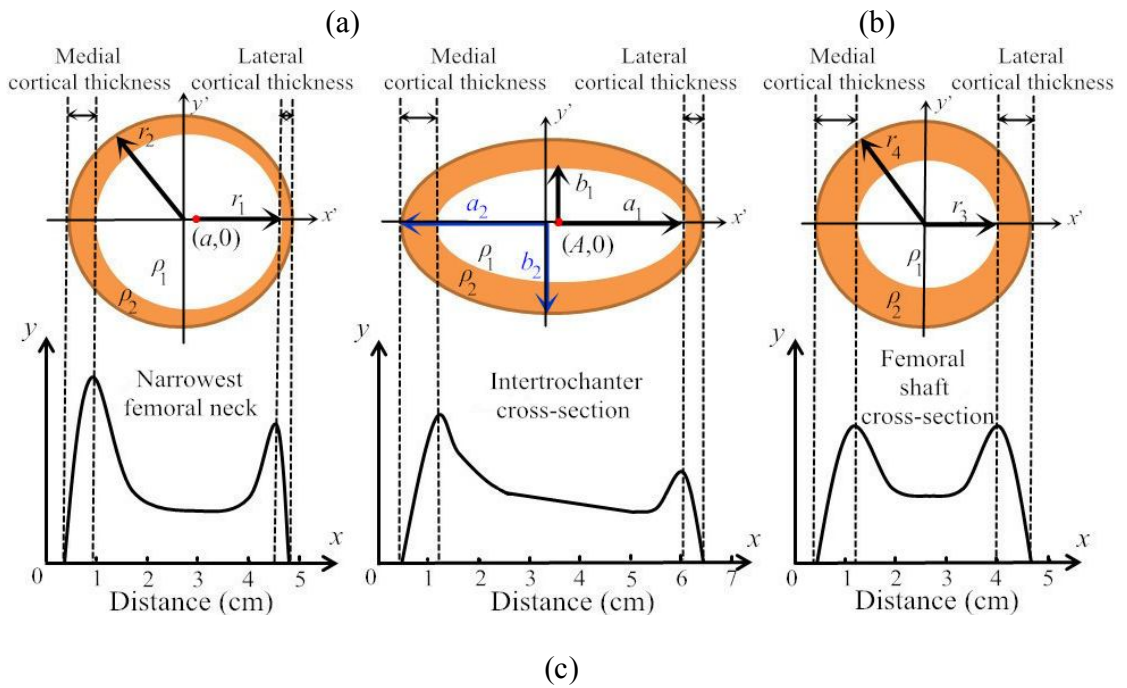 (a)
(b)
Medial
cortical thickness
Lateral
cortical thickness
y'
r₂
r₁
x'
(a,0)
ρ₁
ρ₂
Medial
cortical thickness
Lateral
cortical thickness
y'
b₁
a₂
a₁
x'
(A,0)
ρ₁
ρ₂
b₂
Medial
cortical thickness
Lateral
cortical thickness
y'
r₄
r₃
x'
ρ₁
ρ₂
y
Narrowest
femoral neck
x
0 1 2 3 4 5
Distance (cm)
y
Intertrochanter
cross-section
x
0 1 2 3 4 5 6 7
Distance (cm)
y
Femoral
shaft
cross-section
x
0 1 2 3 4 5
Distance (cm)
(c)